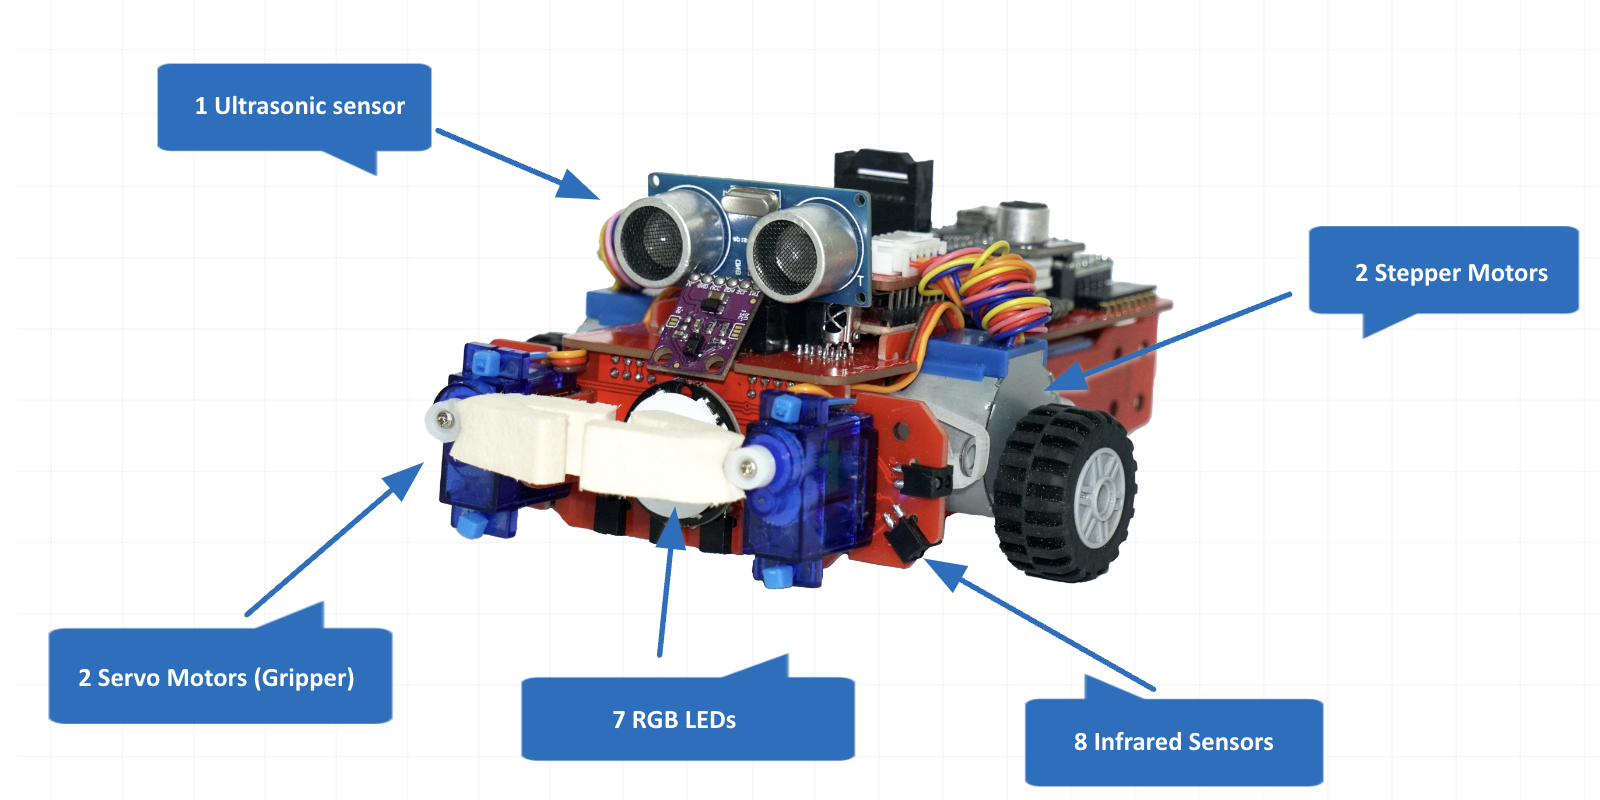 1 Ultrasonic sensor
2 Stepper Motors
T
2 Servo Motors (Gripper)
7 RGB LEDs
8 Infrared Sensors